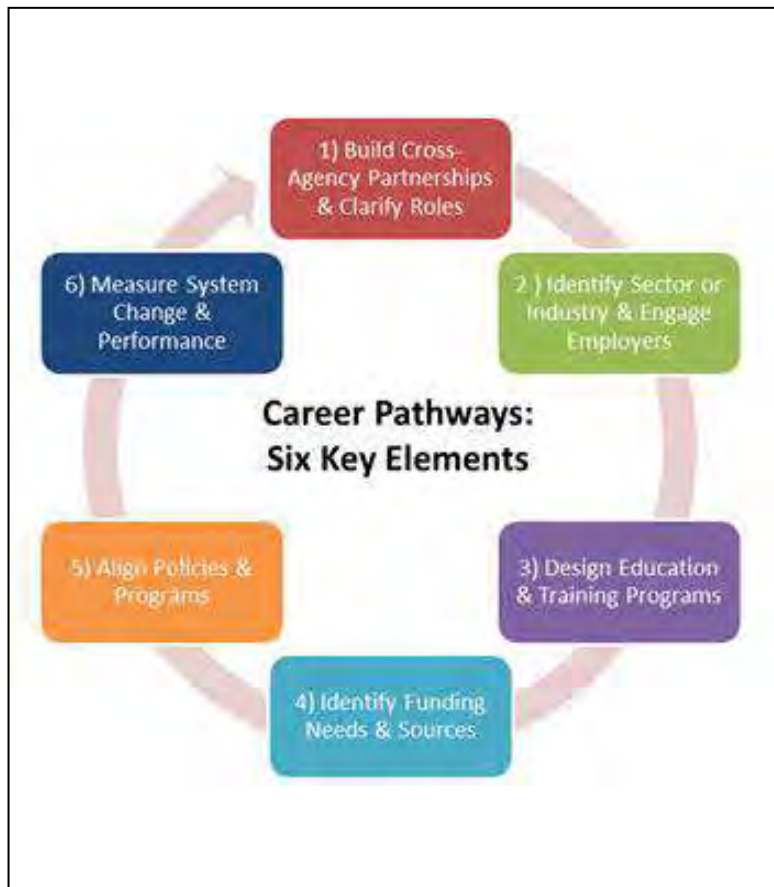 1) Build Cross-
Agency Partnerships
& Clarify Roles
2 ) Identify Sector or
Industry & Engage
Employers
3) Design Education
& Training Programs
4) Identify Funding
Needs & Sources
5) Align Policies &
Programs
6) Measure System
Change &
Performance
Career Pathways:
Six Key Elements